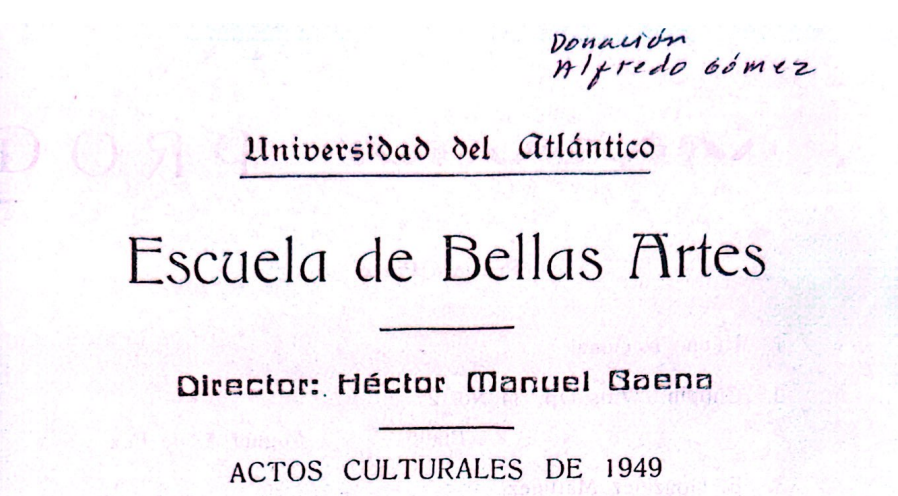 Donación
Alfredo Gómez
Universidad del Atlántico
Escuela de Bellas Artes
Director: Héctor Manuel Baena
ACTOS CULTURALES DE 1949